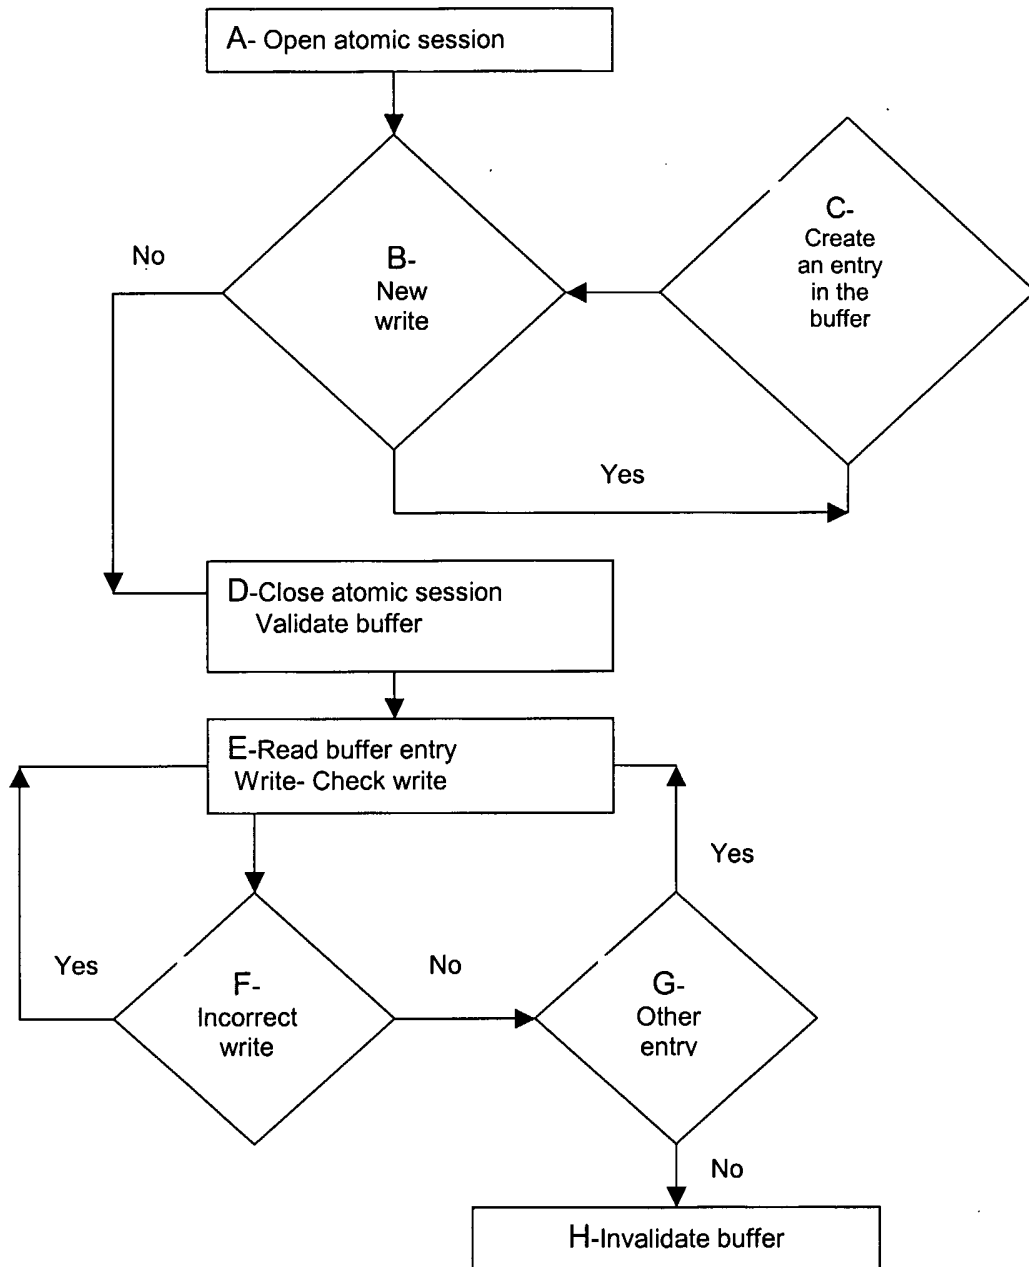 A- Open atomic session
No
B-
New
write
C-
Create
an entry
in the
buffer
Yes
D-Close atomic session
Validate buffer
E-Read buffer entry
Write- Check write
Yes
F-
Incorrect
write
No
G-
Other
entry
Yes
No
H-Invalidate buffer